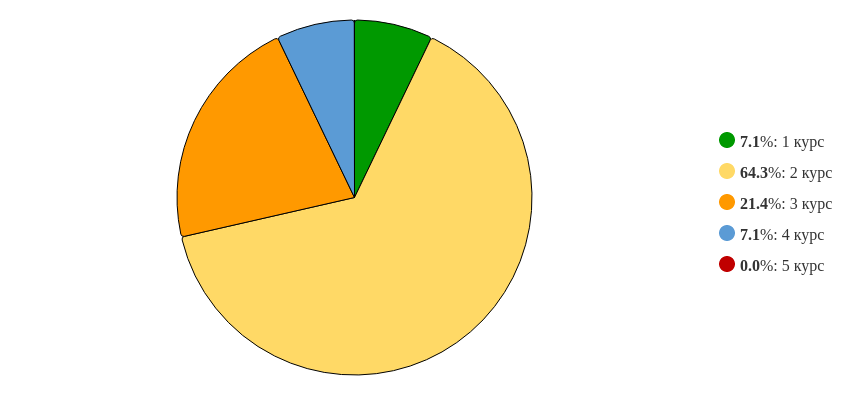 7.1%: 1 курс
64.3%: 2 курс
21.4%: 3 курс
7.1%: 4 курс
0.0%: 5 курс